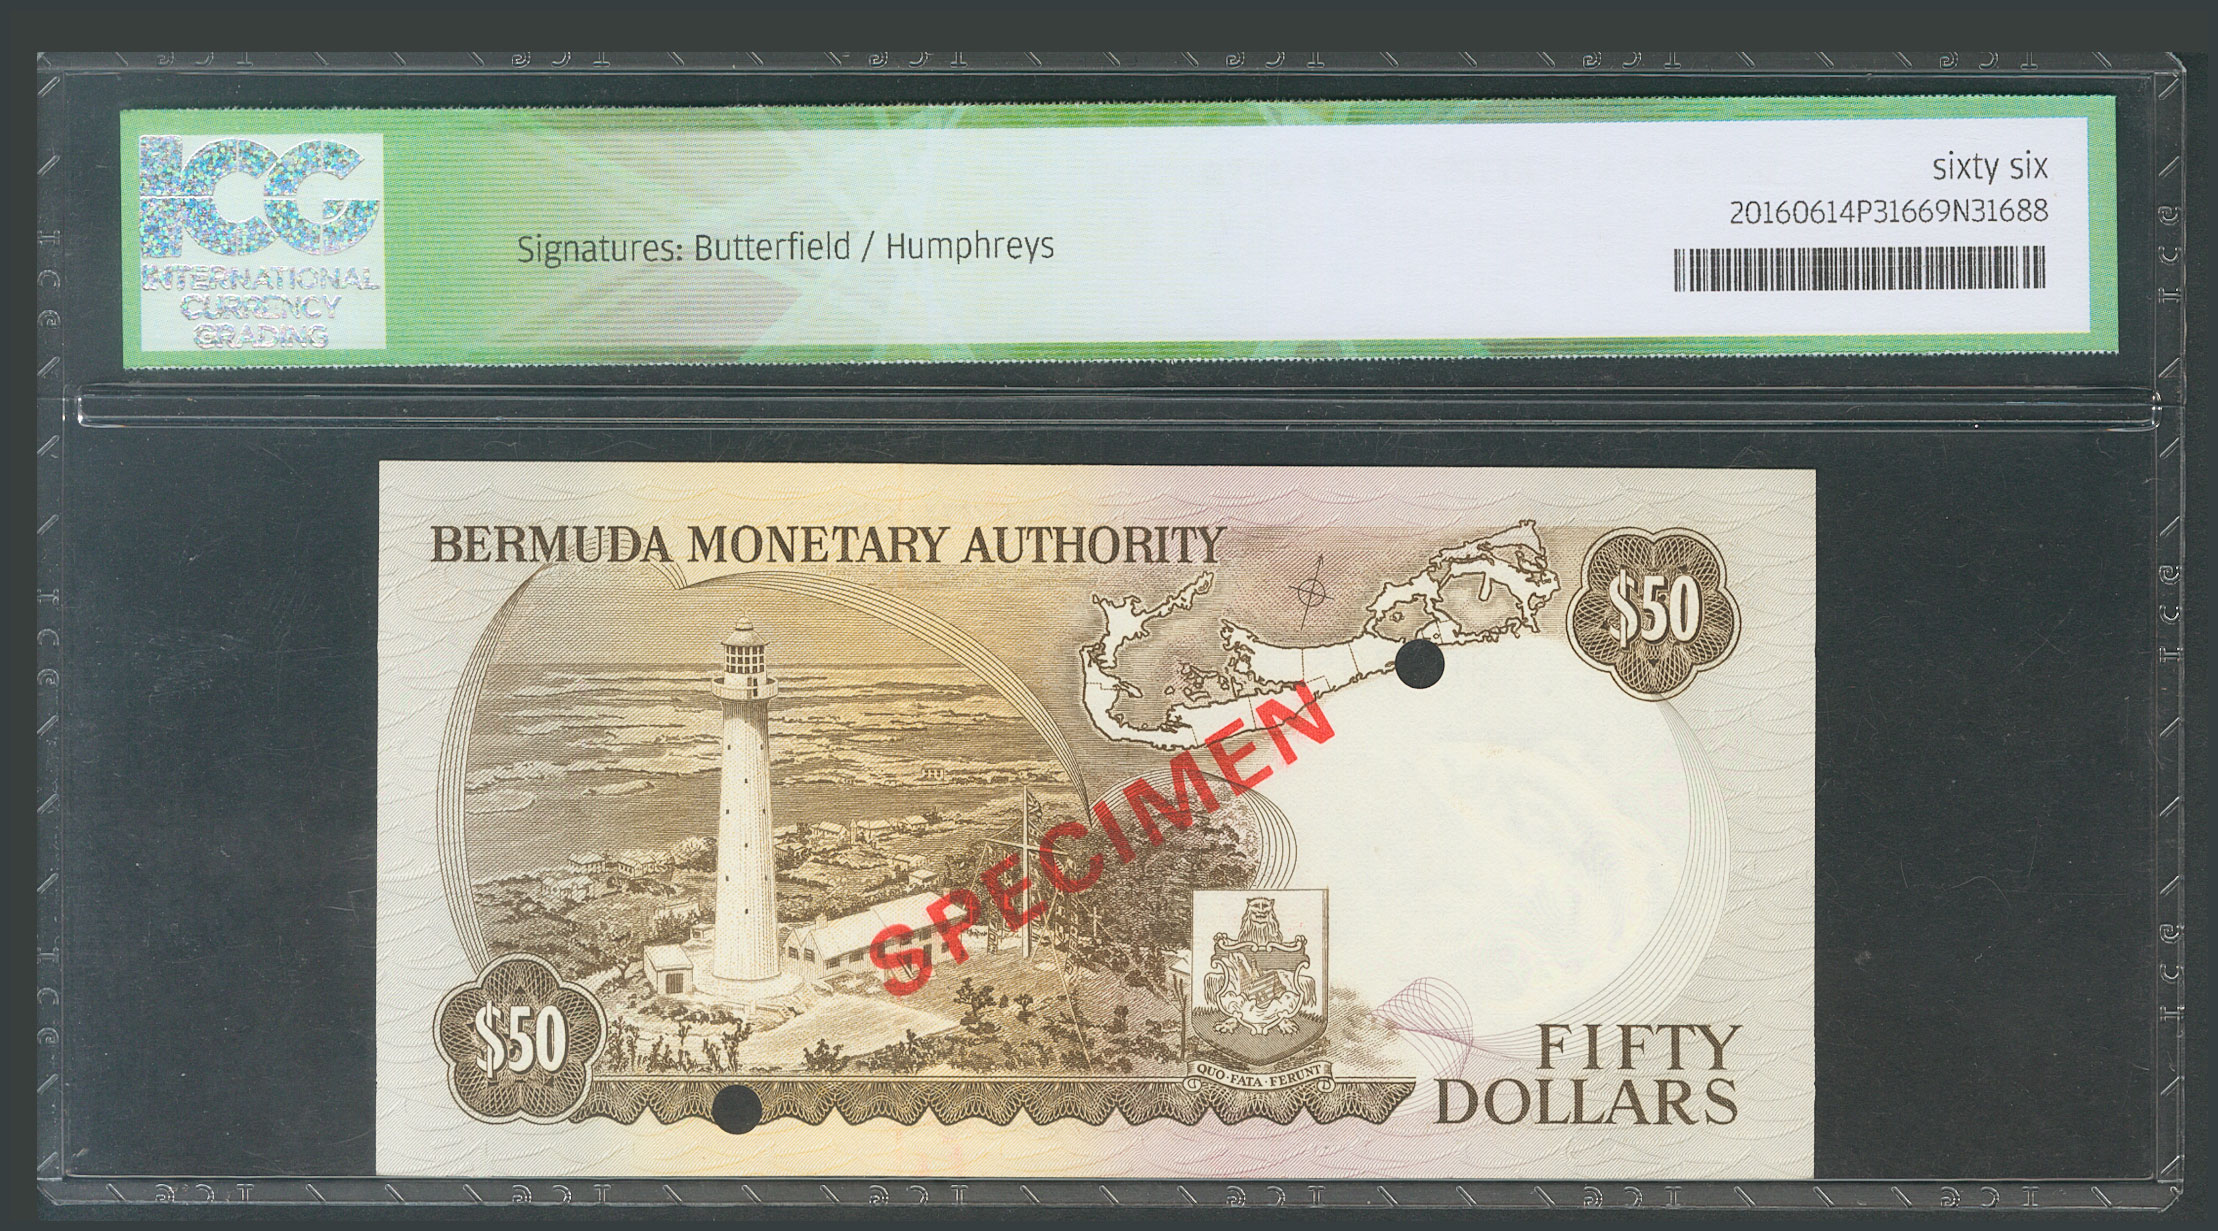 ICG
INTERNATIONAL
CURRENCY
GRADING
Signatures: Butterfield / Humphreys
sixty six
20160614P31669N31688
BERMUDA MONETARY AUTHORITY
$50
SPECIMEN
$50
QUO·FATA·FERUNT
FIFTY
DOLLARS